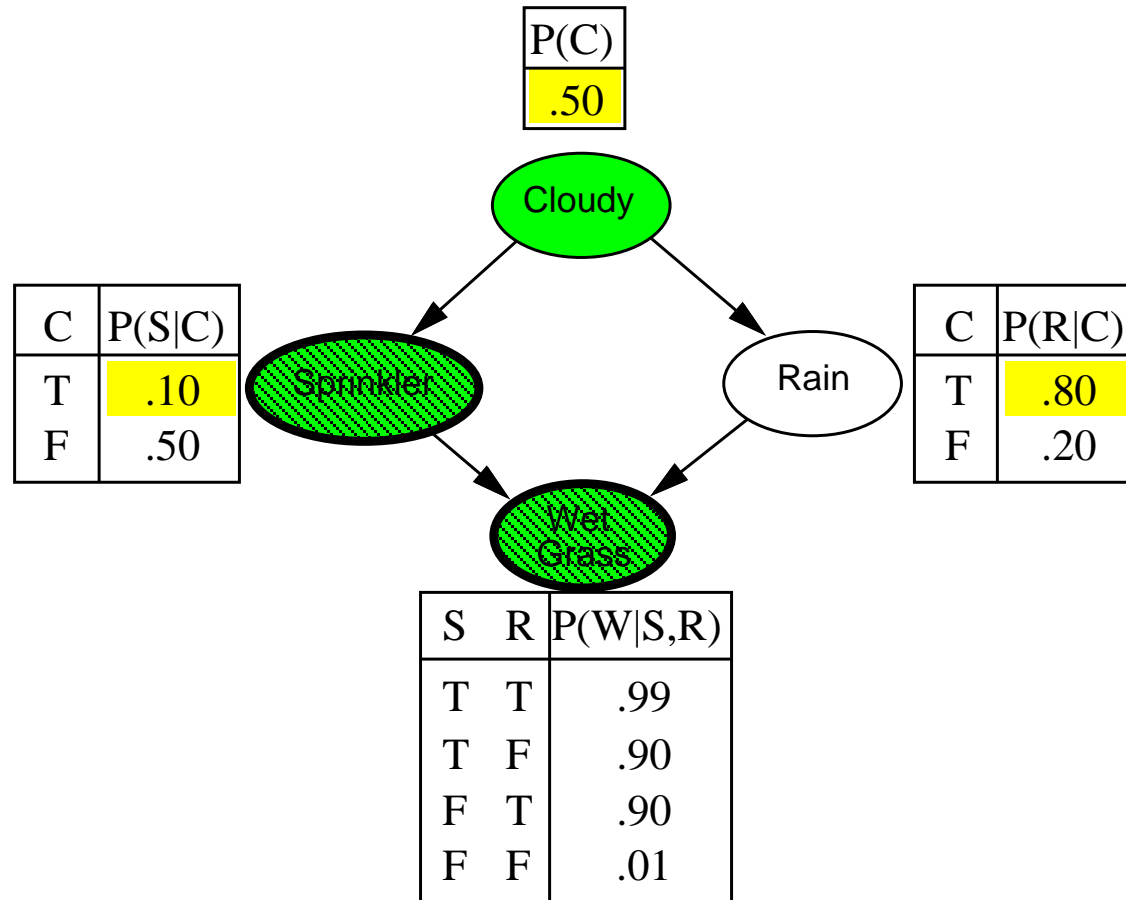 P(C)
.50
Cloudy
C P(S|C)
T .10
F .50
Sprinkler
Rain
C P(R|C)
T .80
F .20
Wet
Grass
S R P(W|S,R)
T T .99
T F .90
F T .90
F F .01